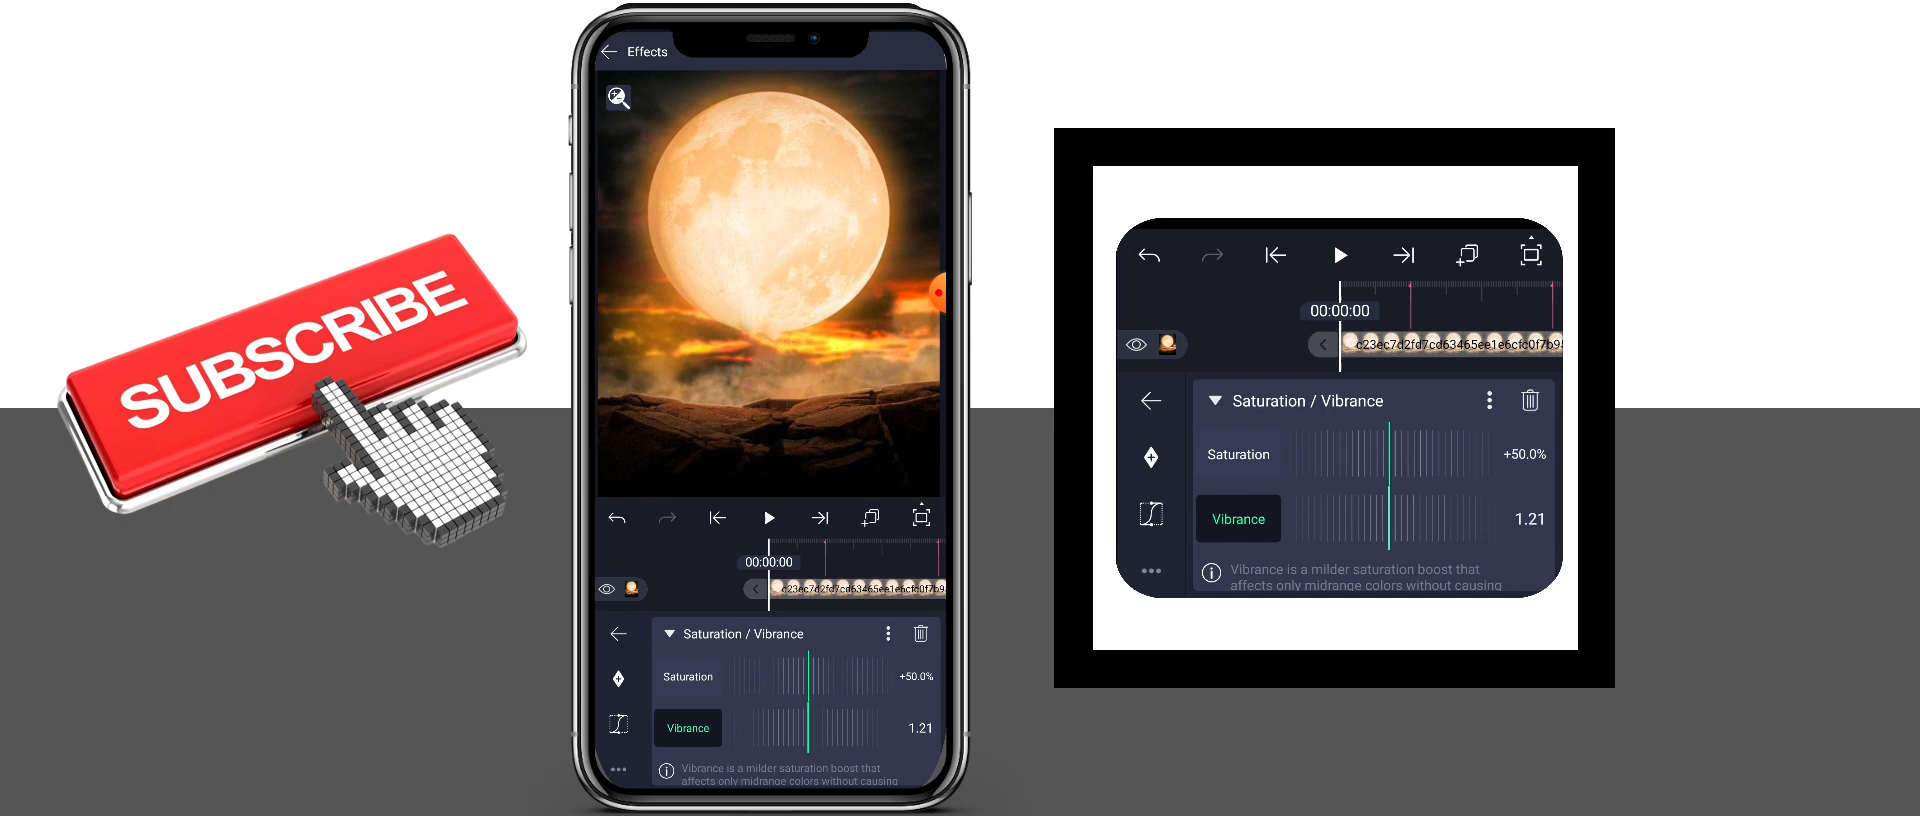 SUBSCRIBE
Effects
00:00:00
c23ec7d2fd7cd63465ee1e6cfc0f7b9
Saturation / Vibrance
Saturation
+50.0%
Vibrance
1.21
Vibrance is a milder saturation boost that
affects only midrange colors without causing
00:00:00
c23ec7d2fd7cd63465ee1e6cfc0f7b9
Saturation / Vibrance
Saturation
+50.0%
Vibrance
1.21
Vibrance is a milder saturation boost that
affects only midrange colors without causing